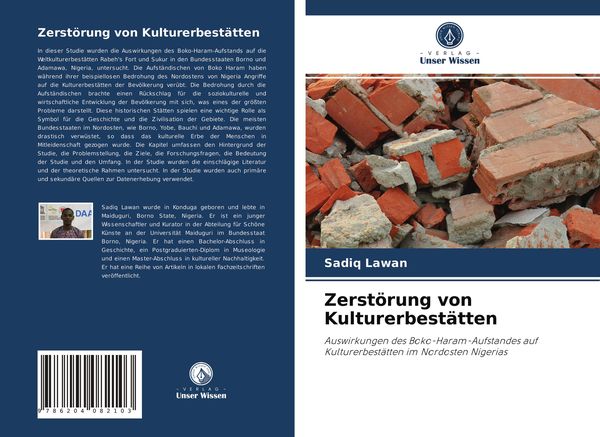 Zerstörung von Kulturerbestätten
In dieser Studie wurden die Auswirkungen des Boko-Haram-Aufstands auf die
Weltkulturerbestätten Rabeh's Fort und Sukur in den Bundesstaaten Borno und
Adamawa, Nigeria, untersucht. Die Aufständischen von Boko Haram haben
während ihrer beispiellosen Bedrohung des Nordostens von Nigeria Angriffe
auf die Kulturerbestätten der Bevölkerung verübt. Die Bedrohung durch die
Aufständischen brachte einen Rückschlag für die soziokulturelle und
wirtschaftliche Entwicklung der Bevölkerung mit sich, was eines der größten
Probleme darstellt. Diese historischen Stätten spielen eine wichtige Rolle als
Symbol für die Geschichte und die Zivilisation der Gebiete. Die meisten
Bundesstaaten im Nordosten, wie Borno, Yobe, Bauchi und Adamawa, wurden
drastisch verwüstet, so dass das kulturelle Erbe der Menschen in
Mitleidenschaft gezogen wurde. Die Kapitel umfassen den Hintergrund der
Studie, die Problemstellung, die Ziele, die Forschungsfragen, die Bedeutung
der Studie und den Umfang. In der Studie wurden die einschlägige Literatur
und der theoretische Rahmen untersucht. In der Studie wurden auch primäre
und sekundäre Quellen zur Datenerhebung verwendet.
DAA
Sadiq Lawan wurde in Konduga geboren und lebte in
Maiduguri, Borno State, Nigeria. Er ist ein junger
Wissenschaftler und Kurator in der Abteilung für Schöne
Künste an der Universität Maiduguri im Bundesstaat
Borno, Nigeria. Er hat einen Bachelor-Abschluss in
Geschichte, ein Postgraduierten-Diplom in Museologie
und einen Master-Abschluss in kultureller Nachhaltigkeit.
Er hat eine Reihe von Artikeln in lokalen Fachzeitschriften
veröffentlicht.
9 786204 082103
- VERLAG -
Unser Wissen
- VERLAG -
Unser Wissen
Sadiq Lawan
Zerstörung von
Kulturerbestätten
Auswirkungen des Boko-Haram-Aufstandes auf
Kulturerbestätten im Nordosten Nigerias